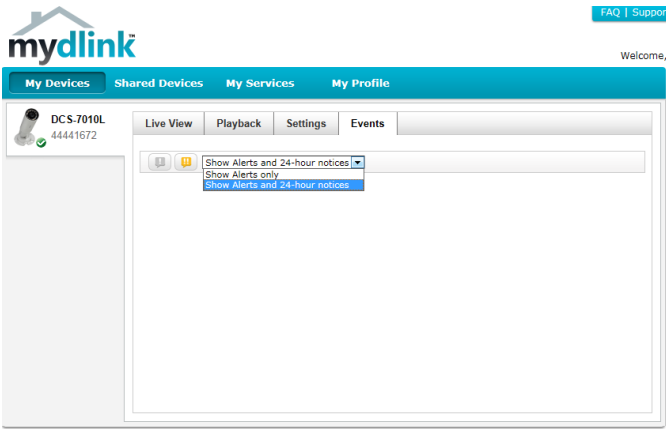 FAQ | Suppor
mydlink™
Welcome,
My Devices Shared Devices My Services My Profile
DCS-7010L
44441672
Live View Playback Settings Events
Show Alerts and 24-hour notices
Show Alerts only
Show Alerts and 24-hour notices